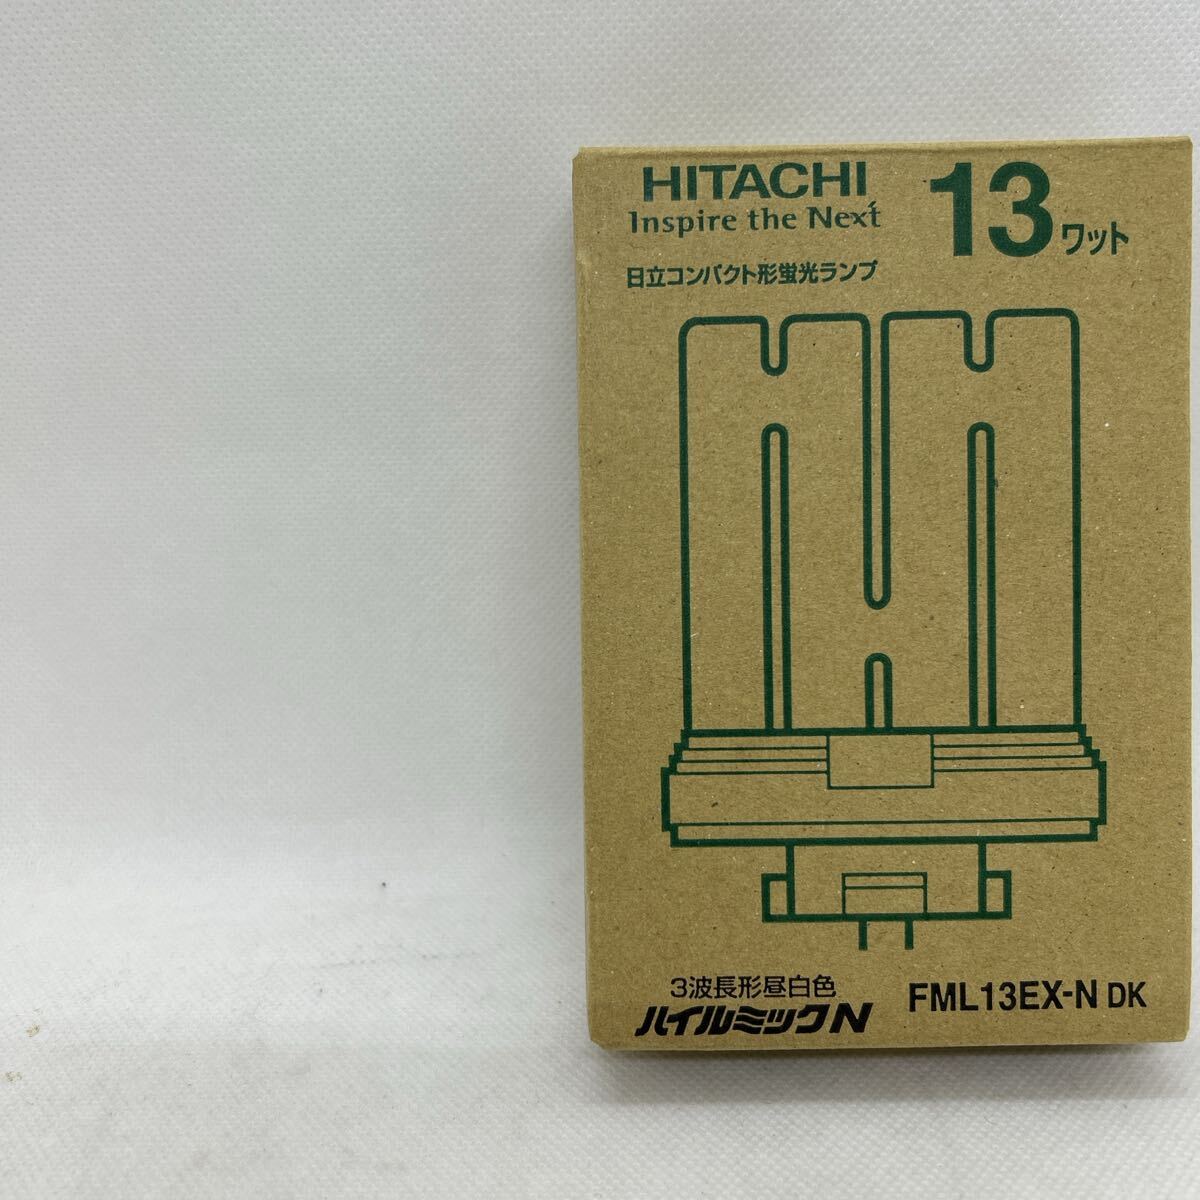 HITACHI
Inspire the Next
日立コンパクト形蛍光ランプ
13ワット
3波長形昼白色
ハイルミックN
FML13EX-N DK